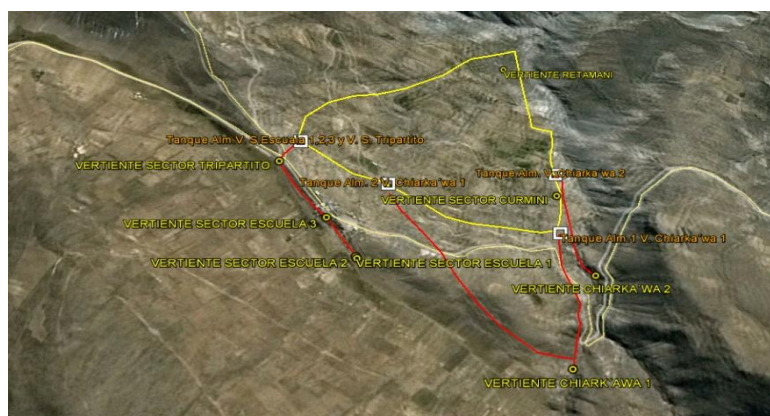 VERTIENTE RETAMANI
Tanque Alm V. S.Escuala 1,2,3 y V. S. Tripartito
VERTIENTE SECTOR TRIPARTITO
Tanque Alm. V. Chiarka wa 2
Tanque Alm. 2 V. Chiarka wa 1
VERTIENTE SECTOR CURMINI
VERTIENTE SECTOR ESCUELA 3
Tanque Alm.1 V. Chiarka wa 1
VERTIENTE SECTOR ESCUELA 2
VERTIENTE SECTOR ESCUELA 1
VERTIENTE CHIARKA WA 2
VERTIENTE CHIARK AWA 1